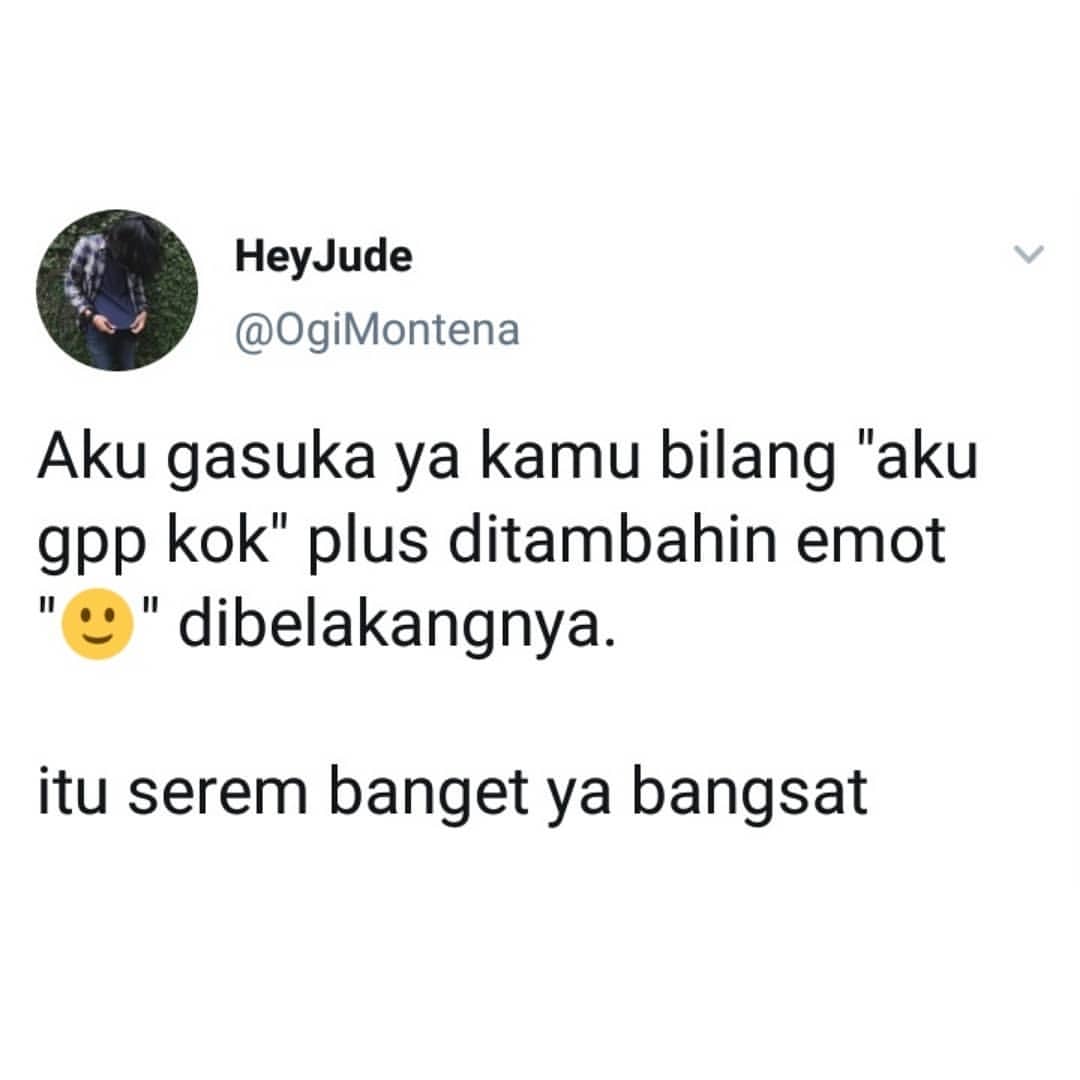 HeyJude
@OgiMontena
Aku gasuka ya kamu bilang "aku
gpp kok" plus ditambahin emot
"🙂" dibelakangnya.
itu serem banget ya bangsat